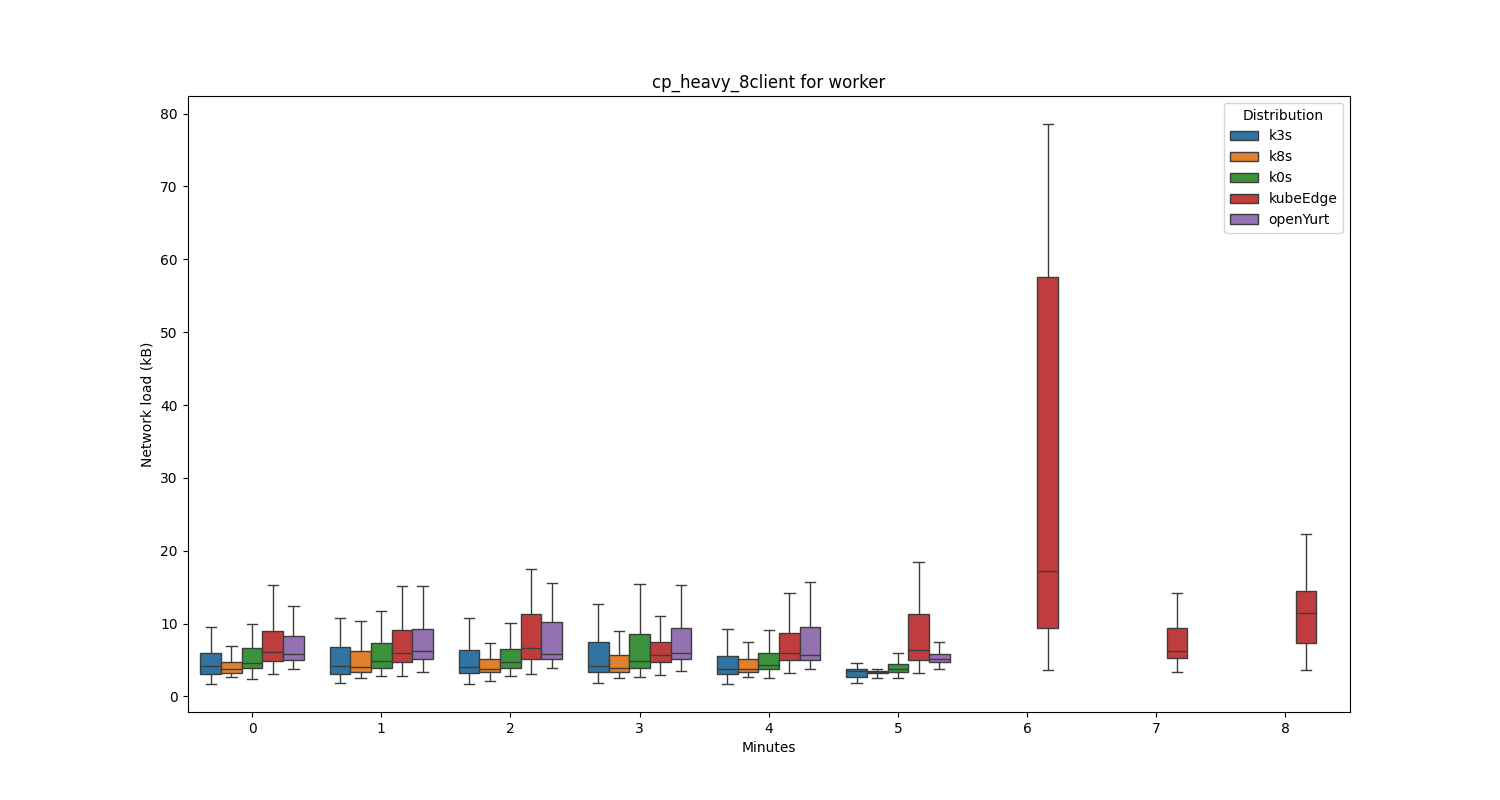 cp_heavy_8client for worker
Distribution
k3s
k8s
k0s
kubeEdge
openYurt
Network load (kB)
80
70
60
50
40
30
20
10
0
0 1 2 3 4 5 6 7 8
Minutes